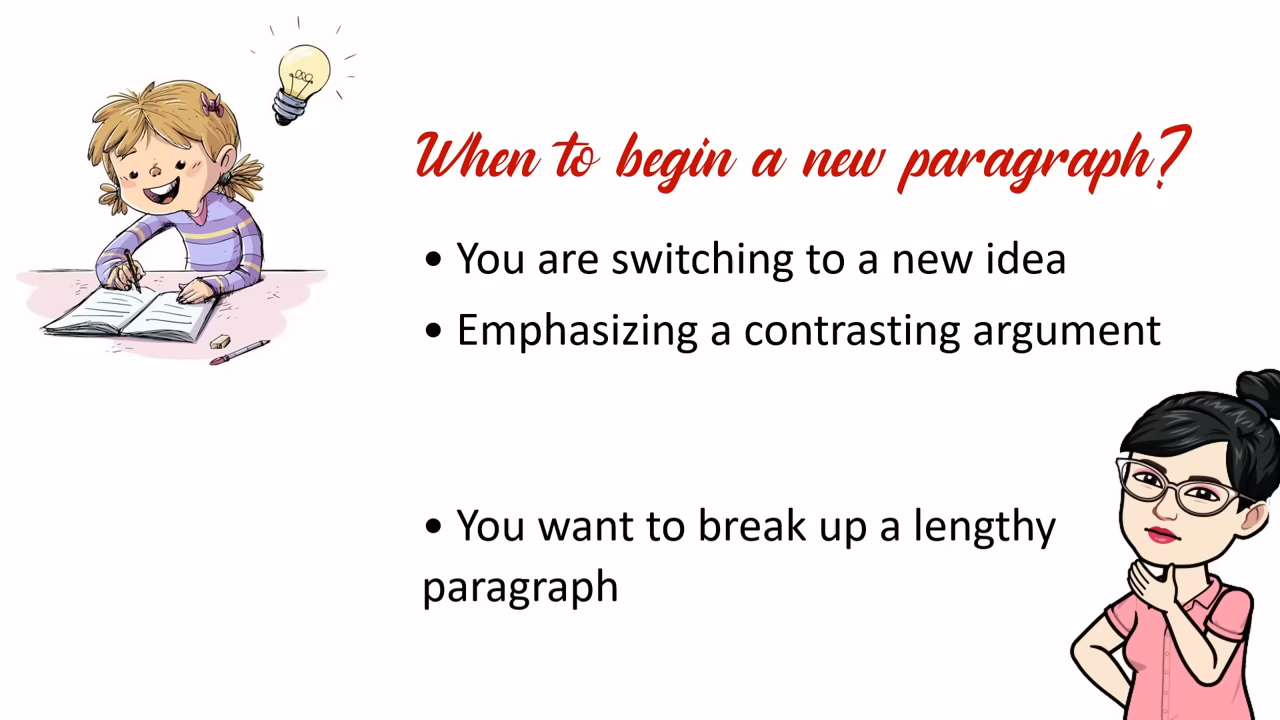 When to begin a new paragraph?
• You are switching to a new idea
• Emphasizing a contrasting argument
• You want to break up a lengthy
paragraph